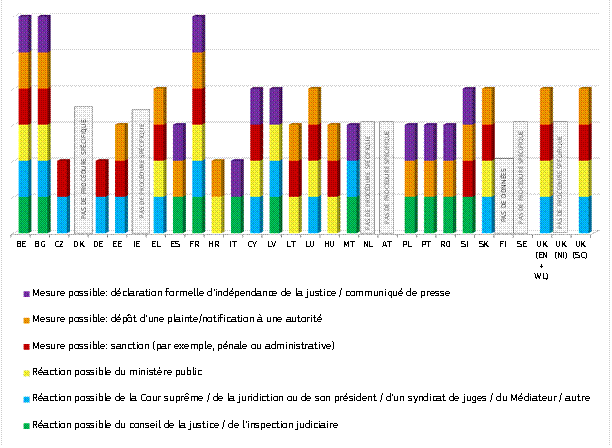 PAS DE PROCÉDURE SPÉCIFIQUE
PAS DE PROCÉDURE SPÉCIFIQUE
PAS DE PROCÉDURE SPÉCIFIQUE
PAS DE PROCÉDURE SPÉCIFIQUE
PAS DE DONNÉES
PAS DE PROCÉDURE SPÉCIFIQUE
PAS DE PROCÉDURE SPÉCIFIQUE
BE BG CZ DK DE EE IE EL ES FR HR IT CY LV LT LU HU MT NL AT PL PT RO SI SK FI SE UK UK UK
(EN (NI) (SC)
+
WL)
Mesure possible: déclaration formelle d'indépendance de la justice / communiqué de presse
Mesure possible: dépôt d'une plainte/notification à une autorité
Mesure possible: sanction (par exemple, pénale ou administrative)
Réaction possible du ministère public
Réaction possible de la Cour suprême / de la juridiction ou de son président / d'un syndicat de juges / du Médiateur / autre
Réaction possible du conseil de la justice / de l'inspection judiciaire